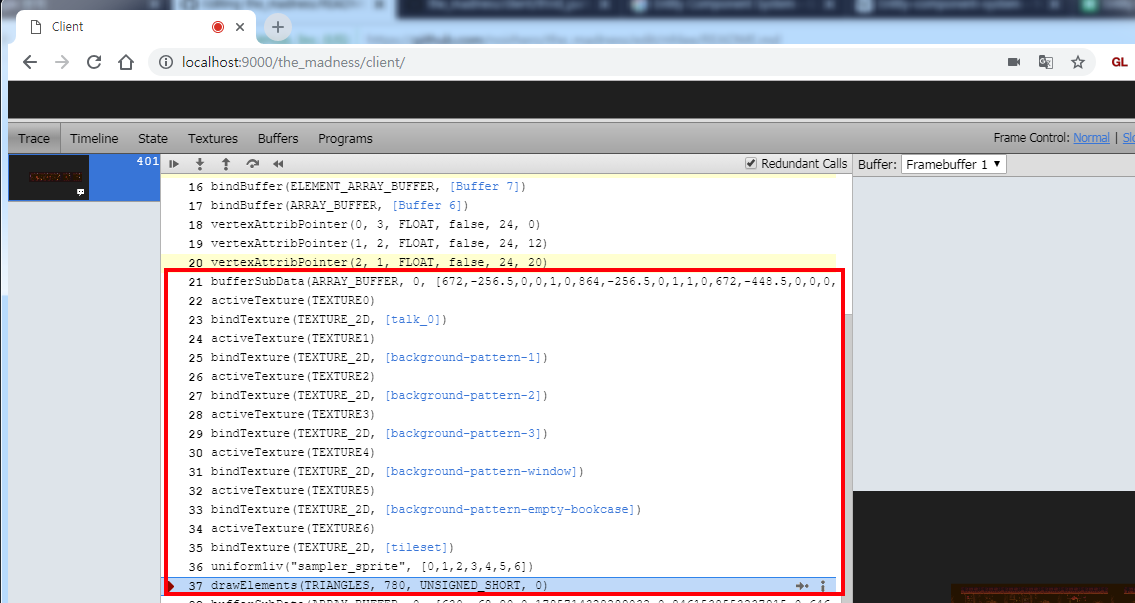 Client
localhost:9000/the_madness/client/
GL
Trace Timeline State Textures Buffers Programs Frame Control: Normal |
401 Redundant Calls Buffer: Framebuffer 1
16 bindBuffer(ELEMENT_ARRAY_BUFFER, [Buffer 7])
17 bindBuffer(ARRAY_BUFFER, [Buffer 6])
18 vertexAttribPointer(0, 3, FLOAT, false, 24, 0)
19 vertexAttribPointer(1, 2, FLOAT, false, 24, 12)
20 vertexAttribPointer(2, 1, FLOAT, false, 24, 20)
21 bufferSubData(ARRAY_BUFFER, 0, [672,-256.5,0,0,1,0,864,-256.5,0,1,1,0,672,-448.5,0,0,0,
22 activeTexture(TEXTURE0)
23 bindTexture(TEXTURE_2D, [talk_0])
24 activeTexture(TEXTURE1)
25 bindTexture(TEXTURE_2D, [background-pattern-1])
26 activeTexture(TEXTURE2)
27 bindTexture(TEXTURE_2D, [background-pattern-2])
28 activeTexture(TEXTURE3)
29 bindTexture(TEXTURE_2D, [background-pattern-3])
30 activeTexture(TEXTURE4)
31 bindTexture(TEXTURE_2D, [background-pattern-window])
32 activeTexture(TEXTURE5)
33 bindTexture(TEXTURE_2D, [background-pattern-empty-bookcase])
34 activeTexture(TEXTURE6)
35 bindTexture(TEXTURE_2D, [tileset])
36 uniform1iv("sampler_sprite", [0,1,2,3,4,5,6])
37 drawElements(TRIANGLES, 780, UNSIGNED_SHORT, 0)